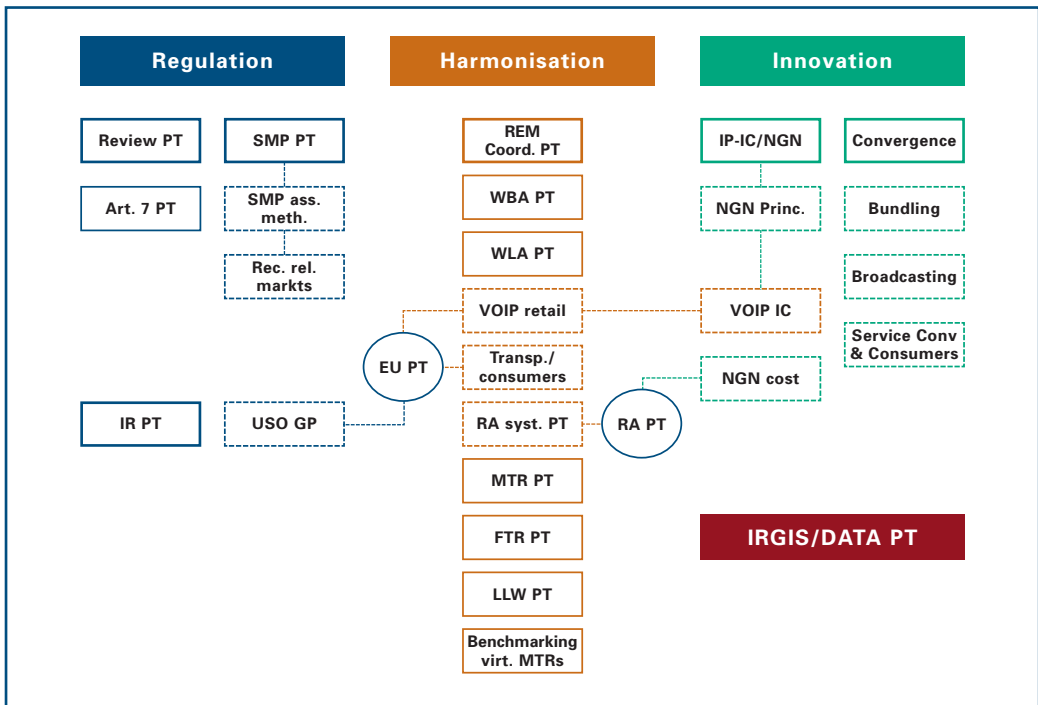 Regulation
Harmonisation
Innovation
Review PT
SMP PT
REM
Coord. PT
IP-IC/NGN
Convergence
Art. 7 PT
SMP ass.
meth.
WBA PT
NGN Princ.
Bundling
Rec. rel.
markts
WLA PT
Broadcasting
VOIP retail
VOIP IC
Service Conv
& Consumers
EU PT
Transp./
consumers
NGN cost
IR PT
USO GP
RA syst. PT
RA PT
MTR PT
FTR PT
IRGIS/DATA PT
LLW PT
Benchmarking
virt. MTRs